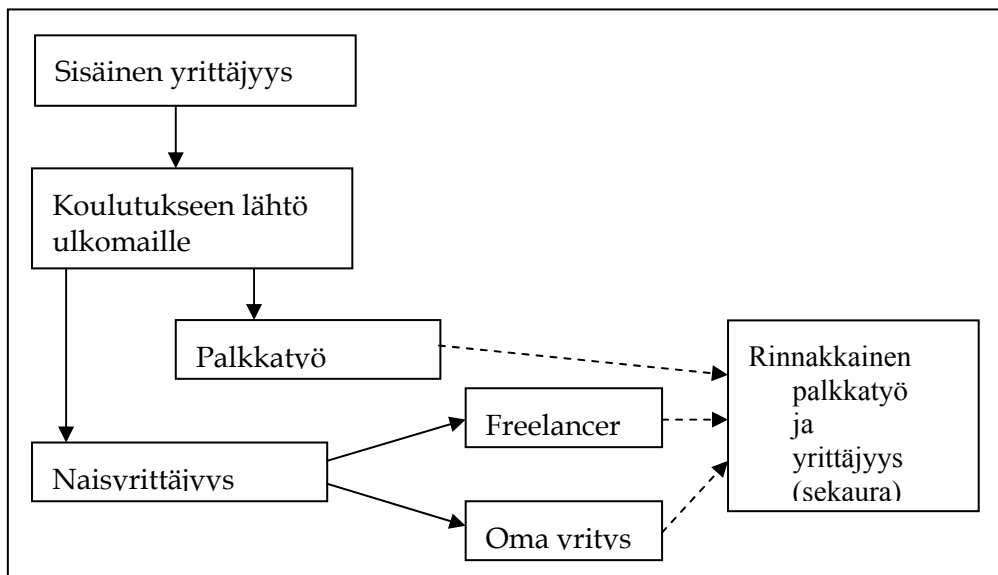 Sisäinen yrittäjyys
Koulutukseen lähtö
ulkomaille
Palkkatyö
Rinnakkainen
palkkatyö
ja
yrittäjyys
(sekaura)
Freelancer
Naisyrittäjyys
Oma yritys